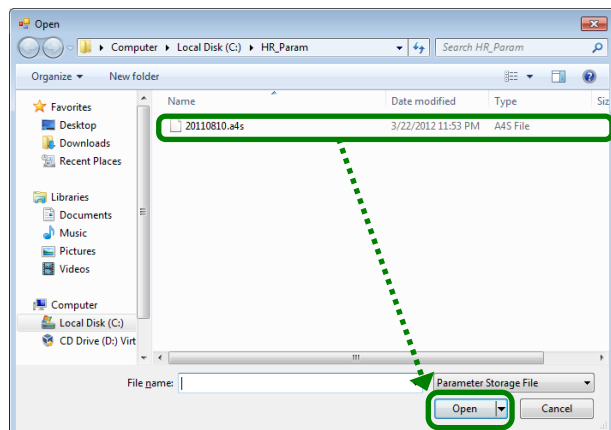 Open
Computer Local Disk (C:) HR_Param
Search HR_Param
Organize New folder
Name Date modified Type Siz
Favorites
Desktop
Downloads
Recent Places
Libraries
Documents
Music
Pictures
Videos
Computer
Local Disk (C:)
CD Drive (D:) Virt
20110810.a4s 3/22/2012 11:53 PM A4S File
File name: Parameter Storage File
Open Cancel